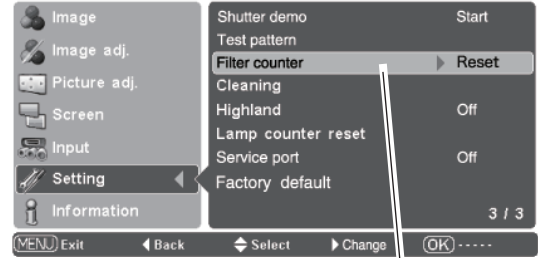 Image
Image adj.
Picture adj.
Screen
Input
Setting
Information
Shutter demo Start
Test pattern
Filter counter Reset
Cleaning
Highland Off
Lamp counter reset
Service port Off
Factory default
3 / 3
MENU Exit Back Select Change OK -----